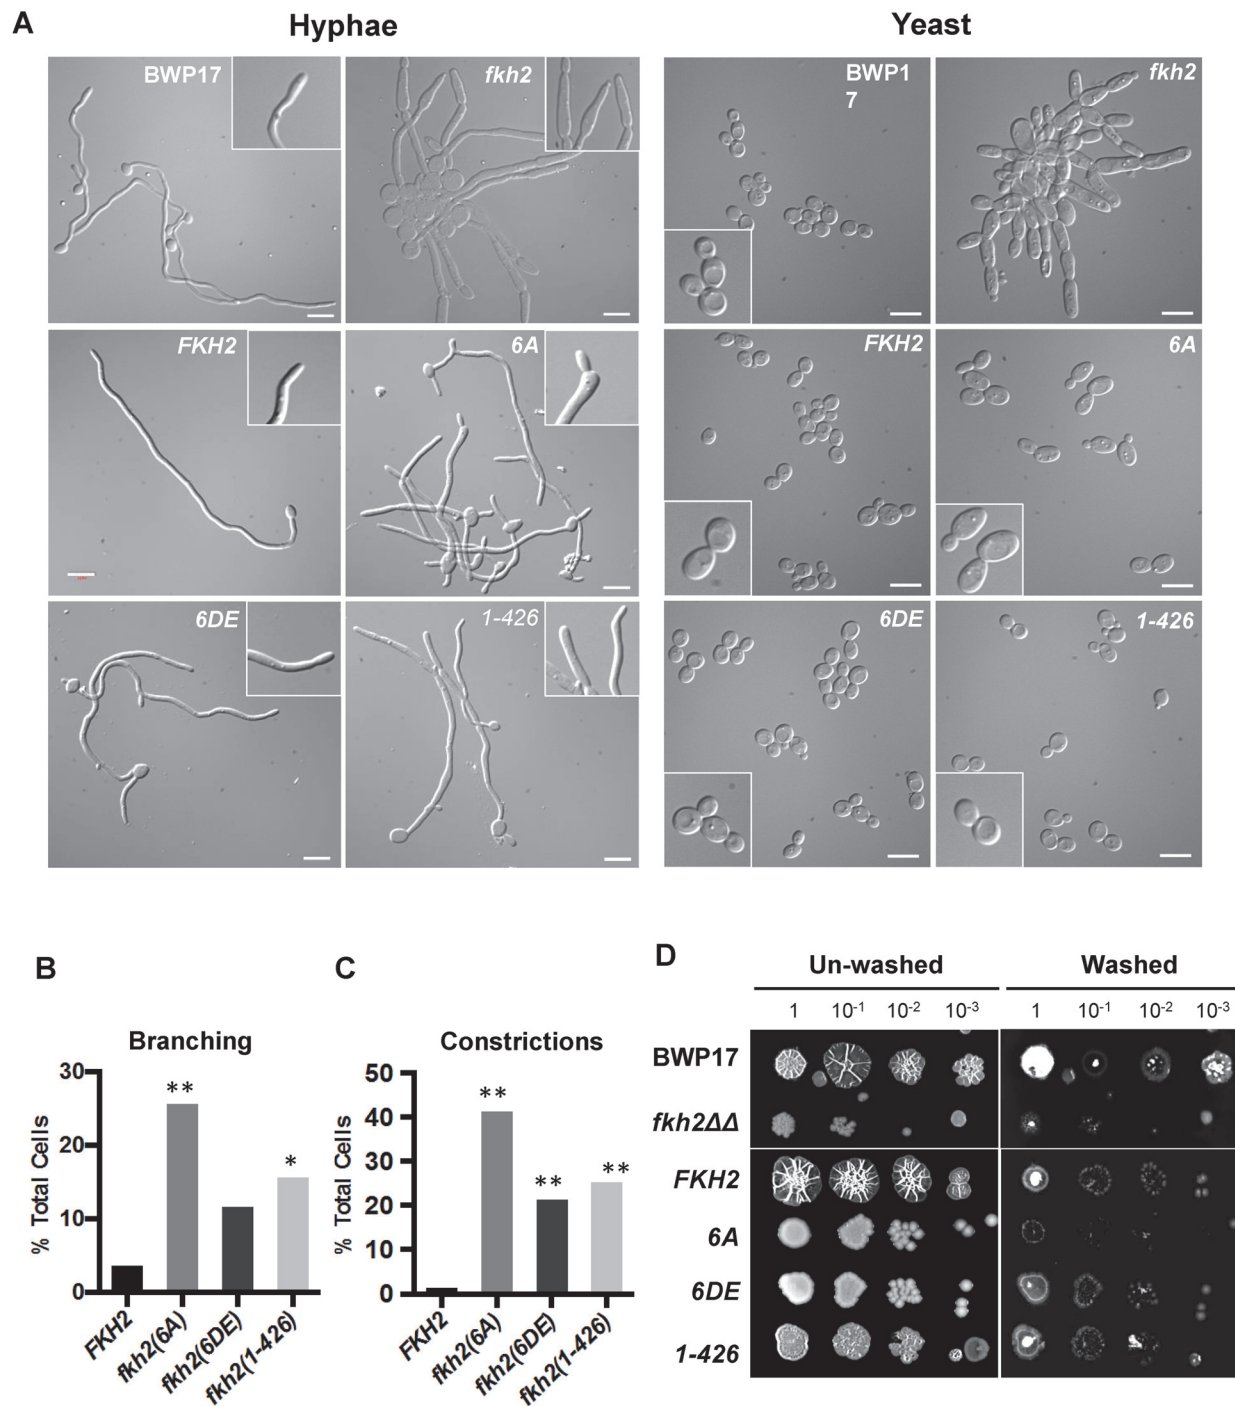 A
Hyphae
Yeast
BWP17
fkh2
BWP1
7
fkh2
FKH2
6A
FKH2
6A
6DE
1-426
6DE
1-426
B
Branching
% Total Cells
30
20
10
0
**
*
FKH2
fkh2(6A)
fkh2(6DE)
fkh2(1-426)
C
Constrictions
% Total Cells
50
40
30
20
10
0
**
**
**
FKH2
fkh2(6A)
fkh2(6DE)
fkh2(1-426)
D
Un-washed
Washed
1 10-1 10-2 10-3
1 10-1 10-2 10-3
BWP17
fkh2ΔΔ
FKH2
6A
6DE
1-426